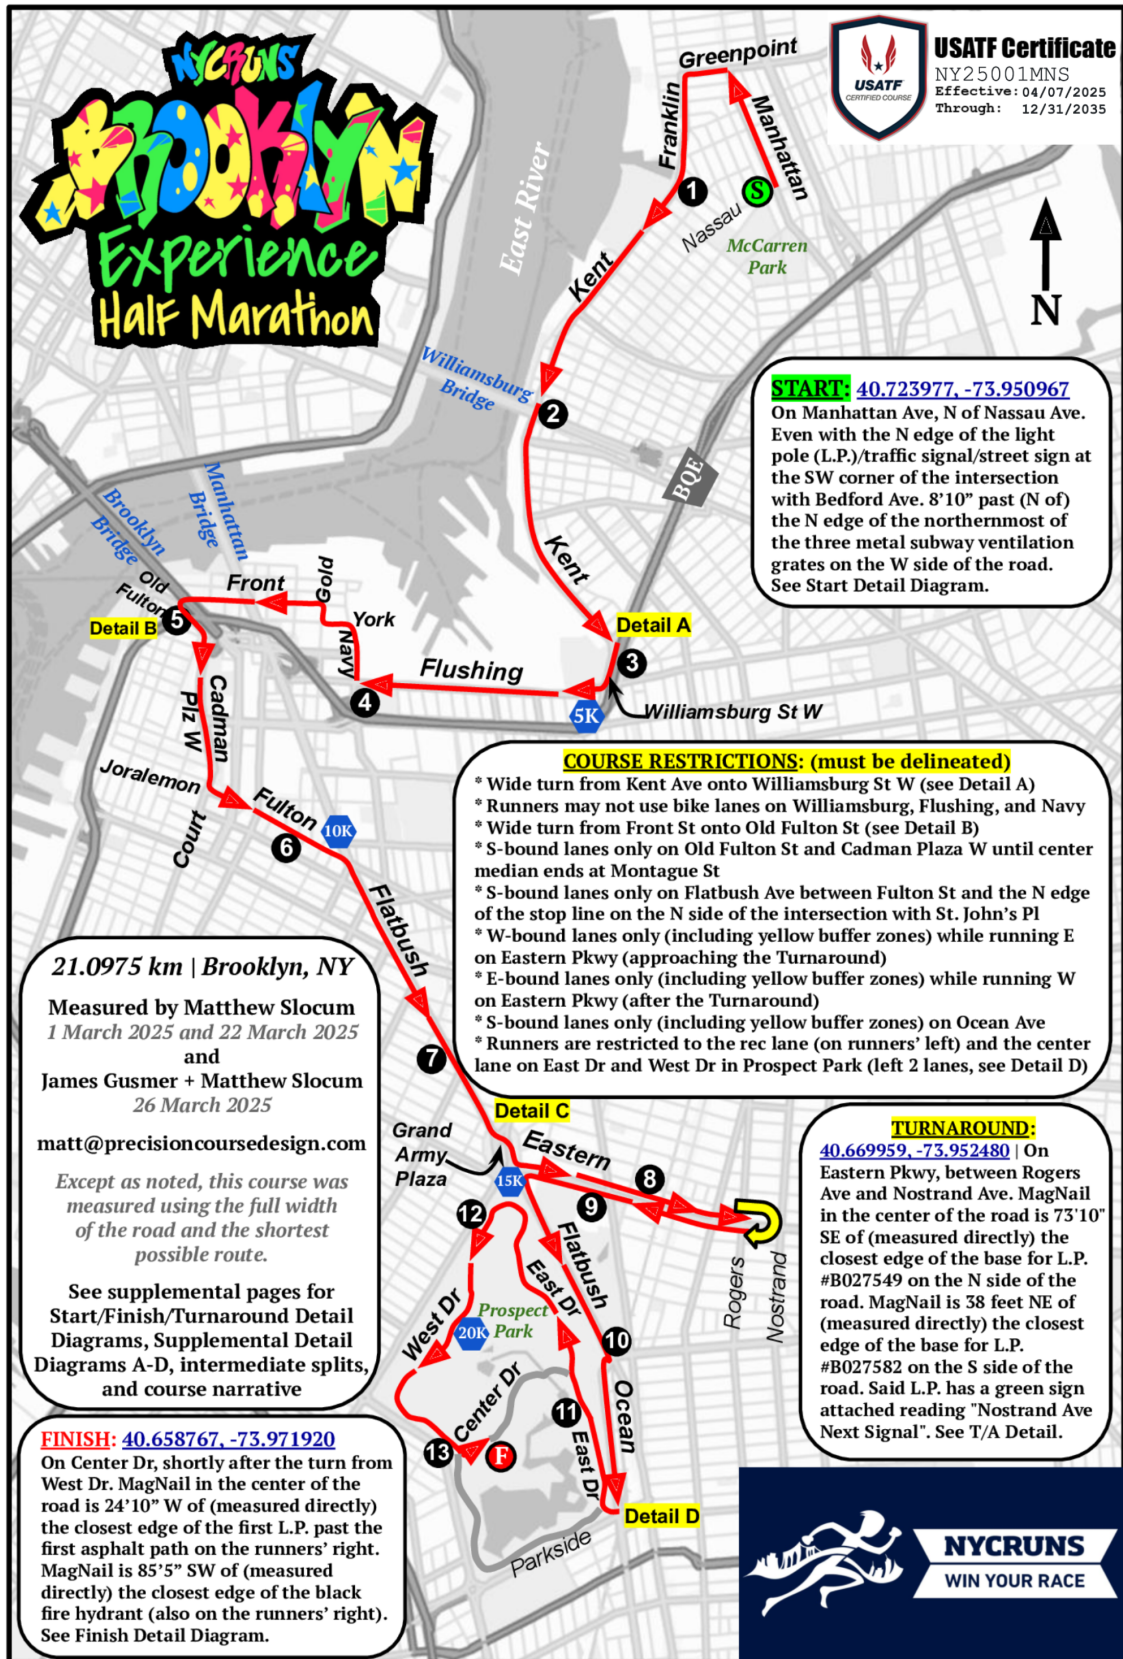 NYCRUNS
BROOKLYN
Experience
Half Marathon
USATF
CERTIFIED COURSE
USATF Certificate
NY25001MNS
Effective: 04/07/2025
Through: 12/31/2035
Greenpoint
Franklin
Manhattan
1
S
Nassau
McCarren
Park
East River
N
Kent
Williamsburg
Bridge
2
BQE
START: 40.723977, -73.950967
On Manhattan Ave, N of Nassau Ave.
Even with the N edge of the light
pole (L.P.)/traffic signal/street sign at
the SW corner of the intersection
with Bedford Ave. 8'10" past (N of)
the N edge of the northernmost of
the three metal subway ventilation
grates on the W side of the road.
See Start Detail Diagram.
Manhattan
Bridge
Brooklyn
Bridge
Kent
Old
Fulton
Front
Gold
York
Navy
5
Detail B
Detail A
3
Flushing
4
5K
Williamsburg St W
Cadman
Plz W
Joralemon
Court
Fulton
6
10K
COURSE RESTRICTIONS: (must be delineated)
* Wide turn from Kent Ave onto Williamsburg St W (see Detail A)
* Runners may not use bike lanes on Williamsburg, Flushing, and Navy
* Wide turn from Front St onto Old Fulton St (see Detail B)
* S-bound lanes only on Old Fulton St and Cadman Plaza W until center
median ends at Montague St
* S-bound lanes only on Flatbush Ave between Fulton St and the N edge
of the stop line on the N side of the intersection with St. John's Pl
* W-bound lanes only (including yellow buffer zones) while running E
on Eastern Pkwy (approaching the Turnaround)
* E-bound lanes only (including yellow buffer zones) while running W
on Eastern Pkwy (after the Turnaround)
* S-bound lanes only (including yellow buffer zones) on Ocean Ave
* Runners are restricted to the rec lane (on runners' left) and the center
lane on East Dr and West Dr in Prospect Park (left 2 lanes, see Detail D)
Flatbush
7
21.0975 km | Brooklyn, NY
Measured by Matthew Slocum
1 March 2025 and 22 March 2025
and
James Gusmer + Matthew Slocum
26 March 2025
matt@precisioncoursedesign.com
Except as noted, this course was
measured using the full width
of the road and the shortest
possible route.
See supplemental pages for
Start/Finish/Turnaround Detail
Diagrams, Supplemental Detail
Diagrams A-D, intermediate splits,
and course narrative
Detail C
Grand
Army
Plaza
Eastern
15K
8
9
12
Flatbush
Rogers
Nostrand
East Dr
West Dr
Prospect
Park
20K
10
Center Dr
Ocean
11
East Dr
13
F
Detail D
Parkside
TURNAROUND:
40.669959, -73.952480 | On
Eastern Pkwy, between Rogers
Ave and Nostrand Ave. MagNail
in the center of the road is 73'10"
SE of (measured directly) the
closest edge of the base for L.P.
#B027549 on the N side of the
road. MagNail is 38 feet NE of
(measured directly) the closest
edge of the base for L.P.
#B027582 on the S side of the
road. Said L.P. has a green sign
attached reading "Nostrand Ave
Next Signal". See T/A Detail.
FINISH: 40.658767, -73.971920
On Center Dr, shortly after the turn from
West Dr. MagNail in the center of the
road is 24'10" W of (measured directly)
the closest edge of the first L.P. past the
first asphalt path on the runners' right.
MagNail is 85'5" SW of (measured
directly) the closest edge of the black
fire hydrant (also on the runners' right).
See Finish Detail Diagram.
NYCRUNS
WIN YOUR RACE